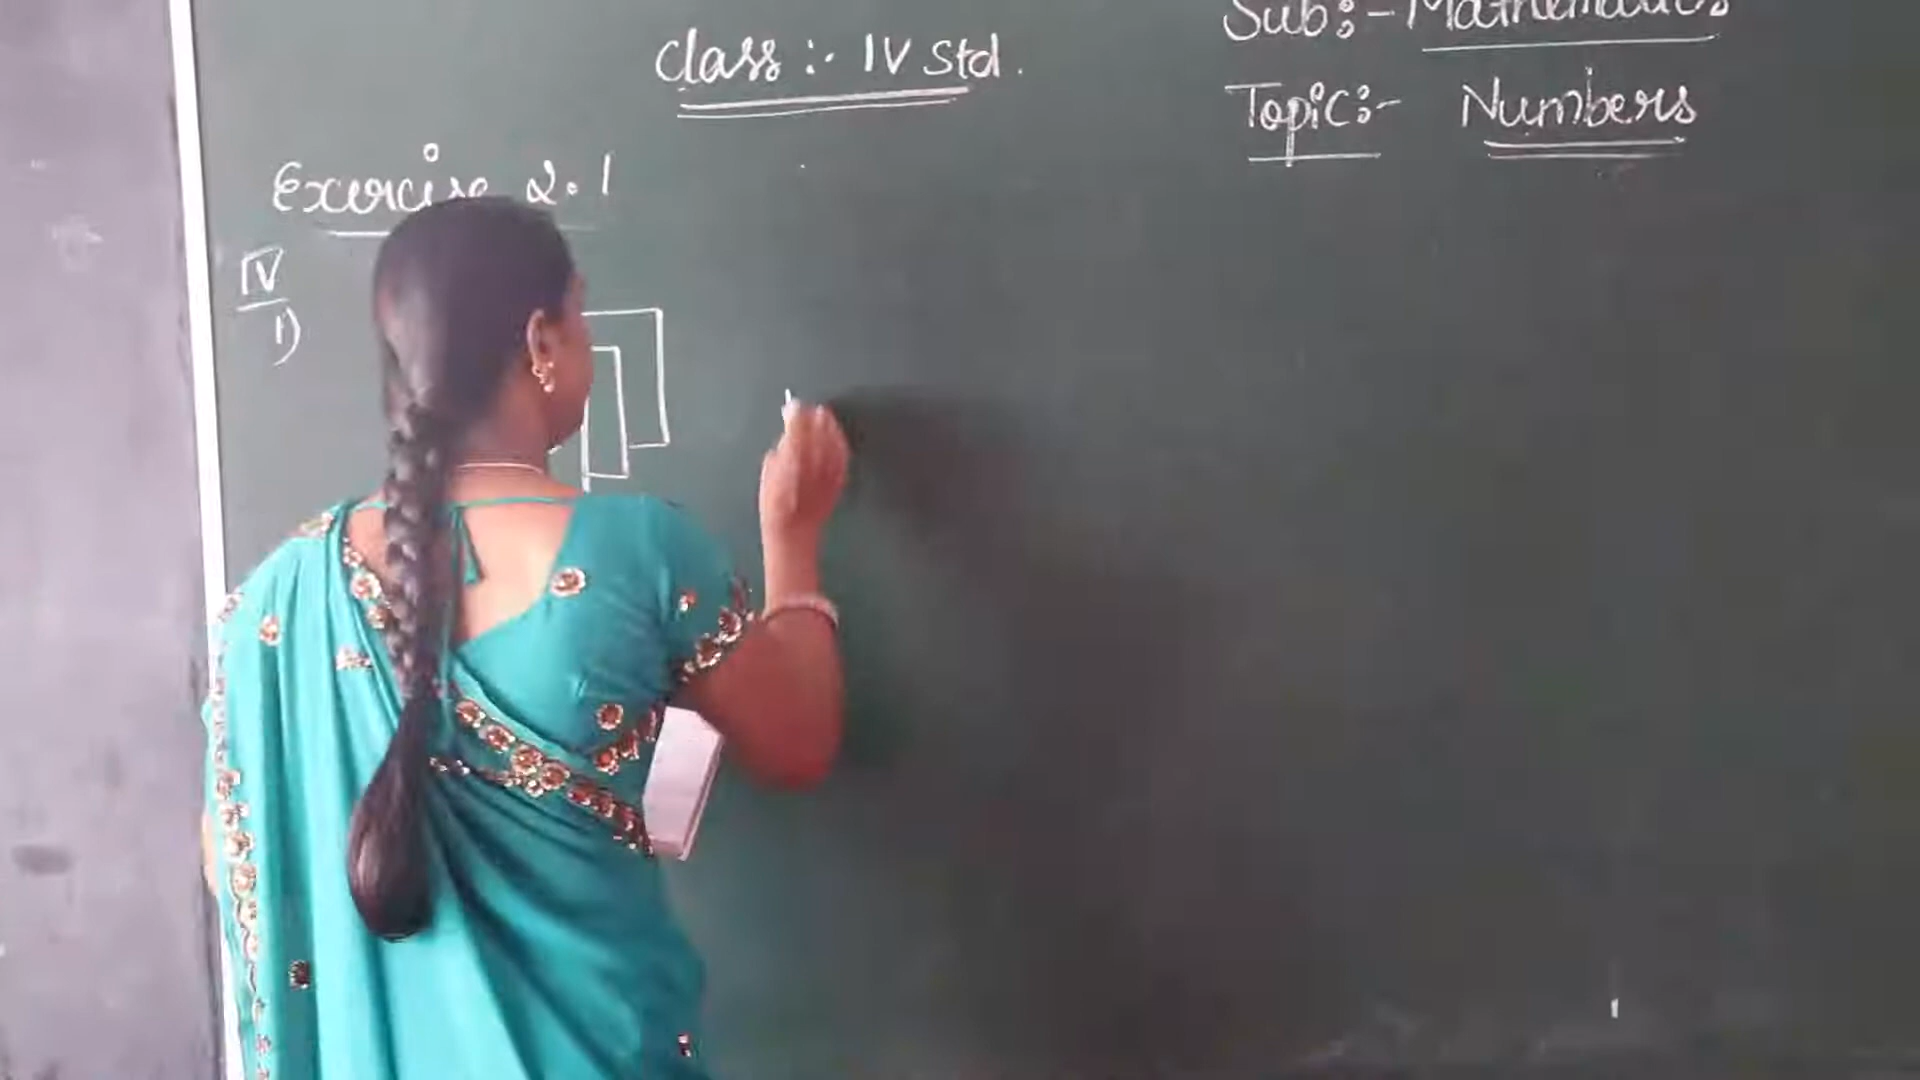 Class :- IV Std.
Sub :- Mathematics
Topic :- Numbers
Exercise 2.1
IV
1)